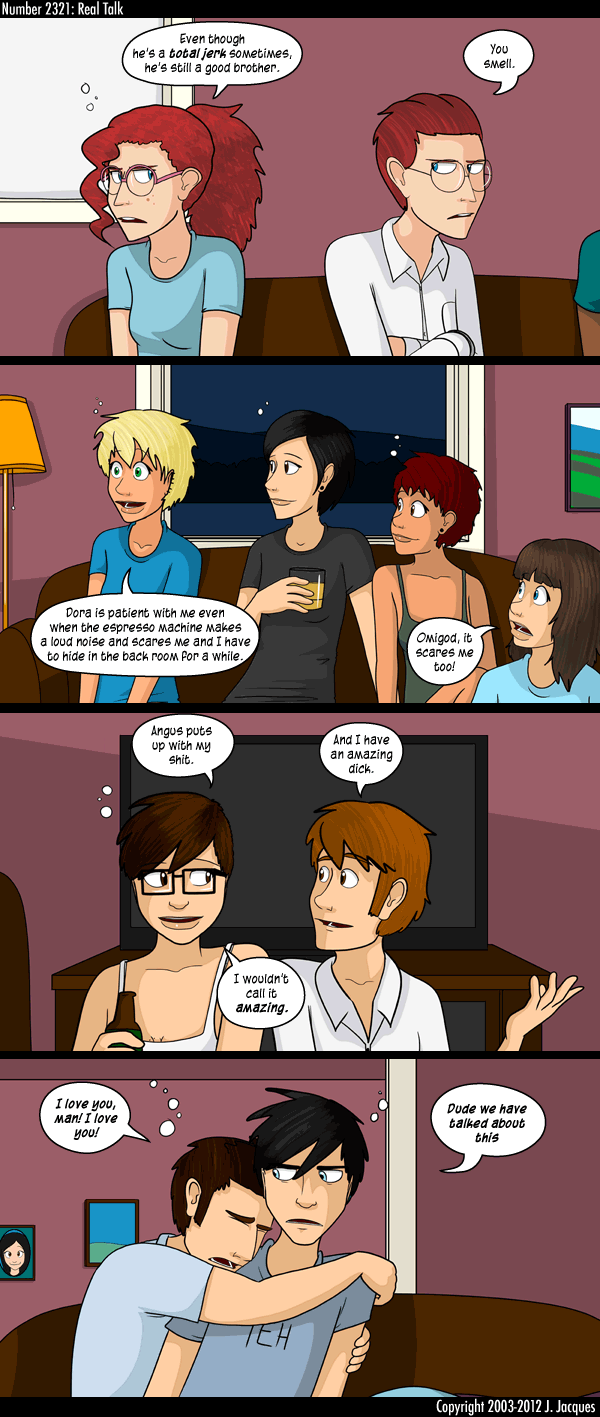 Number 2321: Real Talk
Even though
he's a total jerk sometimes,
he's still a good brother.
You
smell.
Dora is patient with me even
when the espresso machine makes
a loud noise and scares me and I have
to hide in the back room for a while.
Omigod, it
scares me
too!
Angus puts
up with my
shit.
And I have
an amazing
dick.
I wouldn't
call it
amazing.
I love you,
man! I love
you!
Dude we have
talked about
this
TEH
Copyright 2003-2012 J. Jacques